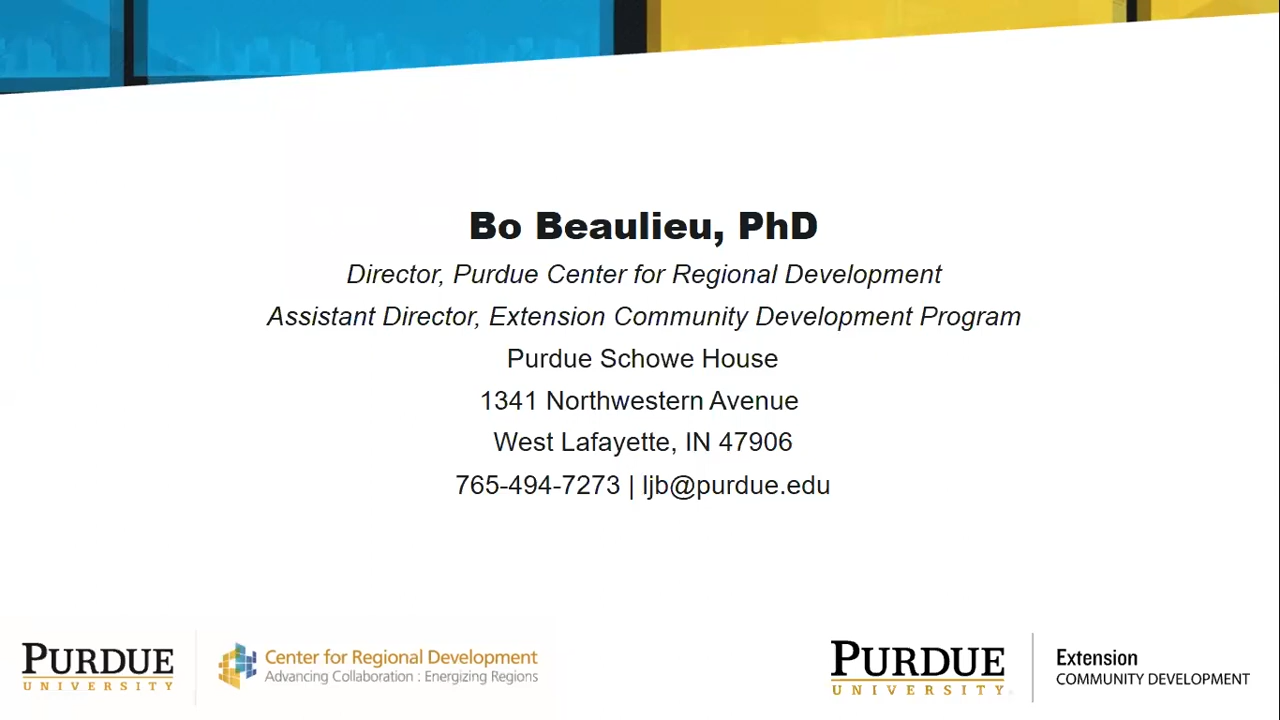 Bo Beaulieu, PhD
Director, Purdue Center for Regional Development
Assistant Director, Extension Community Development Program
Purdue Schowe House
1341 Northwestern Avenue
West Lafayette, IN 47906
765-494-7273 | ljb@purdue.edu
PURDUE
UNIVERSITY
Center for Regional Development
Advancing Collaboration : Energizing Regions
PURDUE
UNIVERSITY
Extension
COMMUNITY DEVELOPMENT